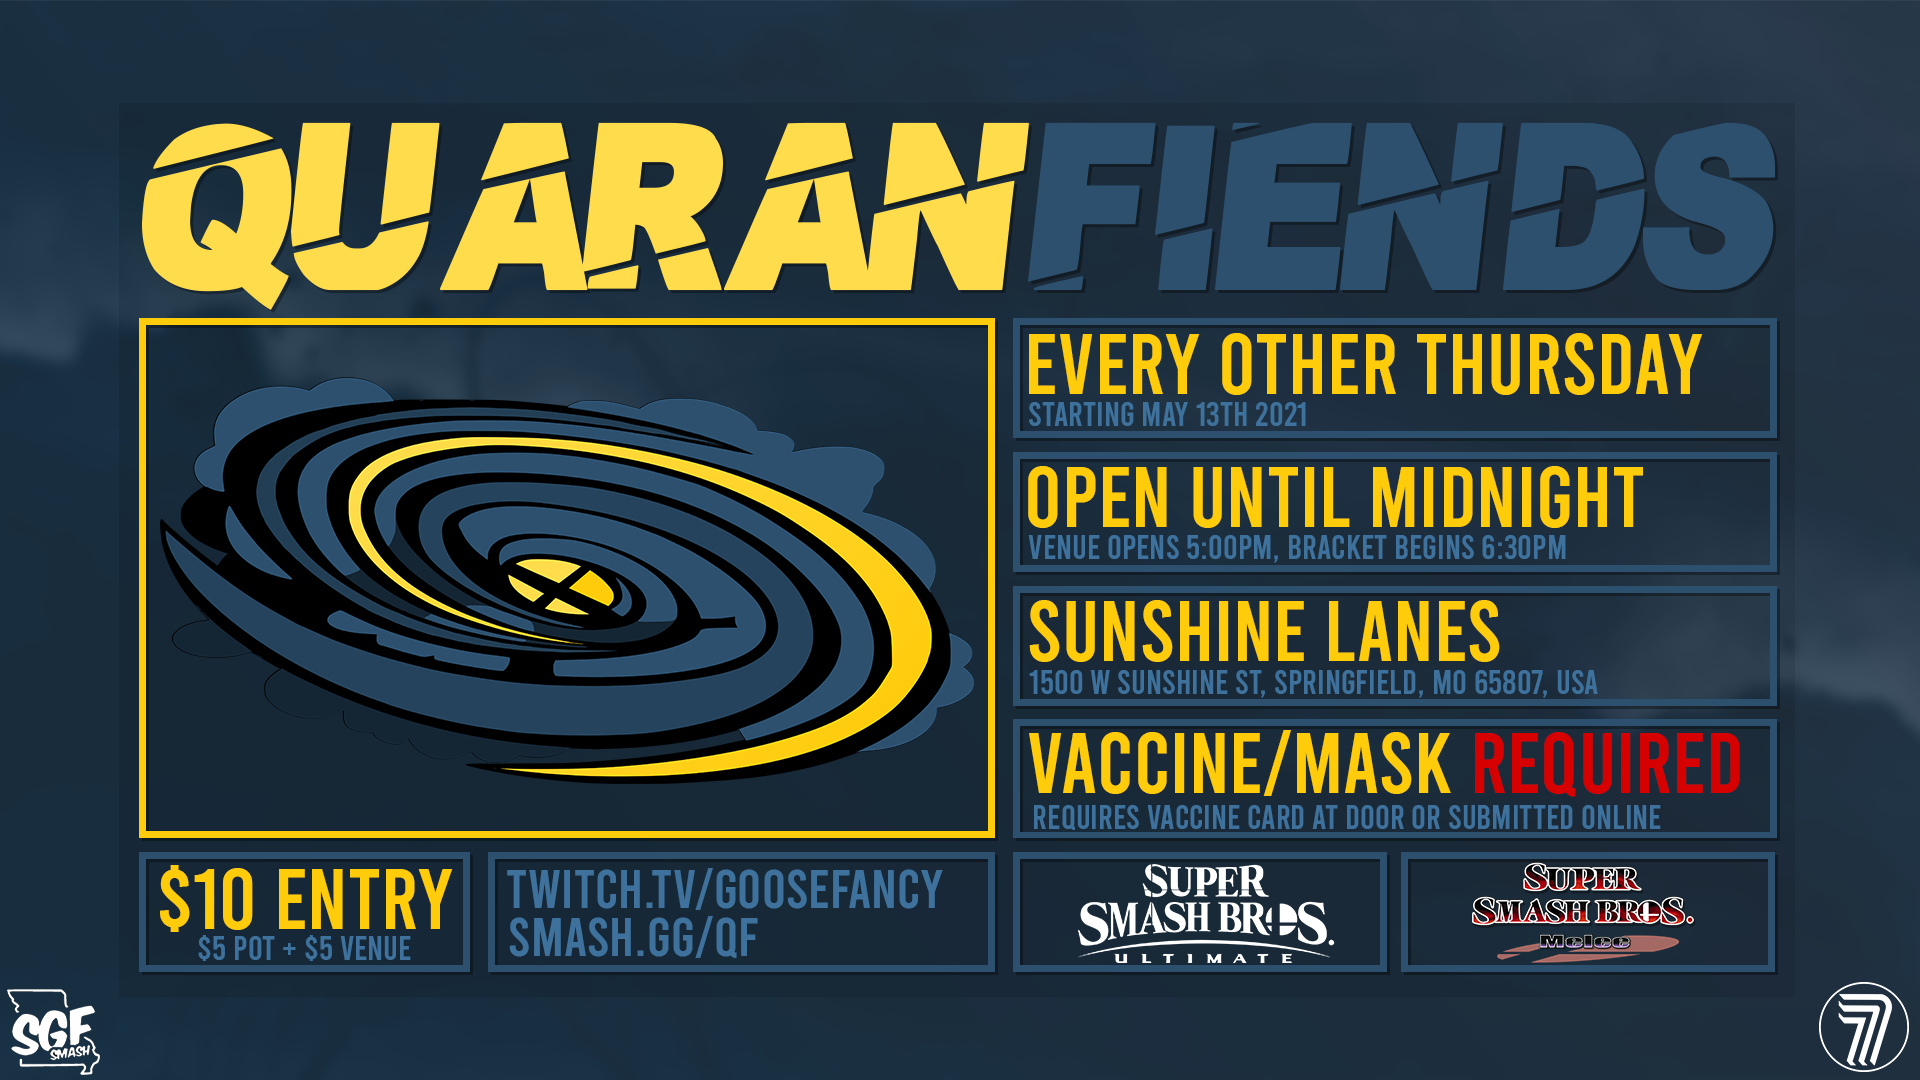 QUARANFIENDS
EVERY OTHER THURSDAY
STARTING MAY 13TH 2021
OPEN UNTIL MIDNIGHT
VENUE OPENS 5:00PM, BRACKET BEGINS 6:30PM
SUNSHINE LANES
1500 W SUNSHINE ST, SPRINGFIELD, MO 65807, USA
VACCINE/MASK REQUIRED
REQUIRES VACCINE CARD AT DOOR OR SUBMITTED ONLINE
$10 ENTRY
$5 POT + $5 VENUE
TWITCH.TV/GOOSEFANCY
SMASH.GG/QF
SUPER
SMASH BROS.
ULTIMATE
SUPER
SMASH BROS.
Melee
SGF
SMASH
7